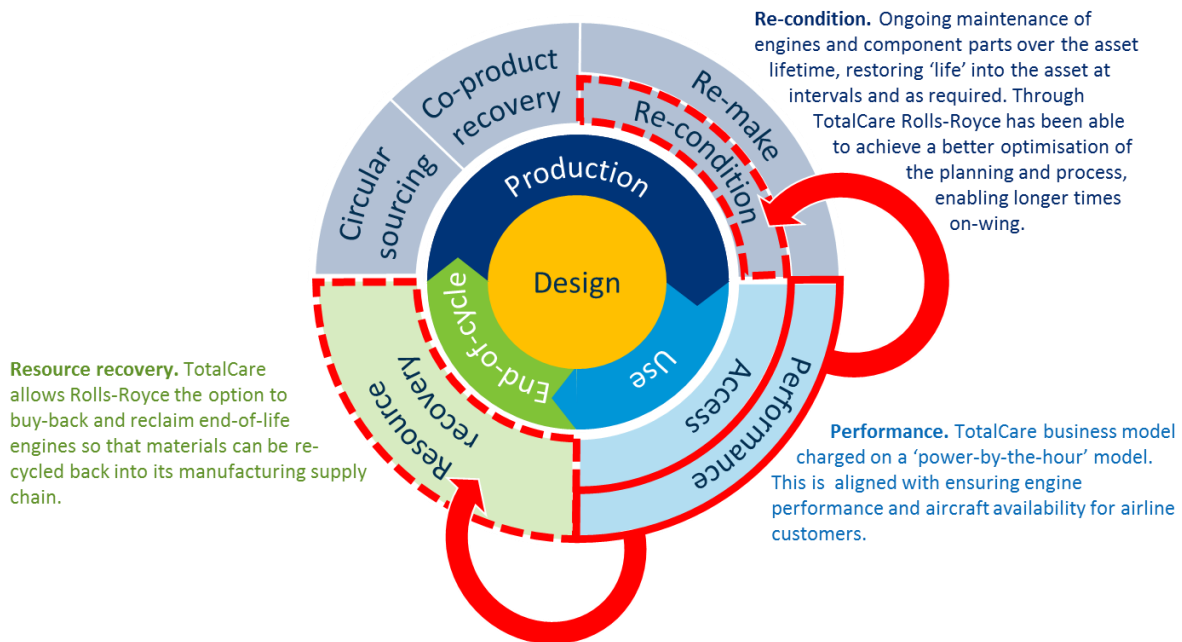 Re-condition. Ongoing maintenance of
engines and component parts over the asset
lifetime, restoring ‘life’ into the asset at
intervals and as required. Through
TotalCare Rolls-Royce has been able
to achieve a better optimisation of
the planning and process,
enabling longer times
on-wing.
Circular
sourcing
Co-product
recovery
Re-make
Re-condition
Production
Design
End-of-cycle
Use
Access
Performance
Resource
recovery
Resource recovery. TotalCare
allows Rolls-Royce the option to
buy-back and reclaim end-of-life
engines so that materials can be re-
cycled back into its manufacturing supply
chain.
Performance. TotalCare business model
charged on a ‘power-by-the-hour’ model.
This is  aligned with ensuring engine
performance and aircraft availability for airline
customers.